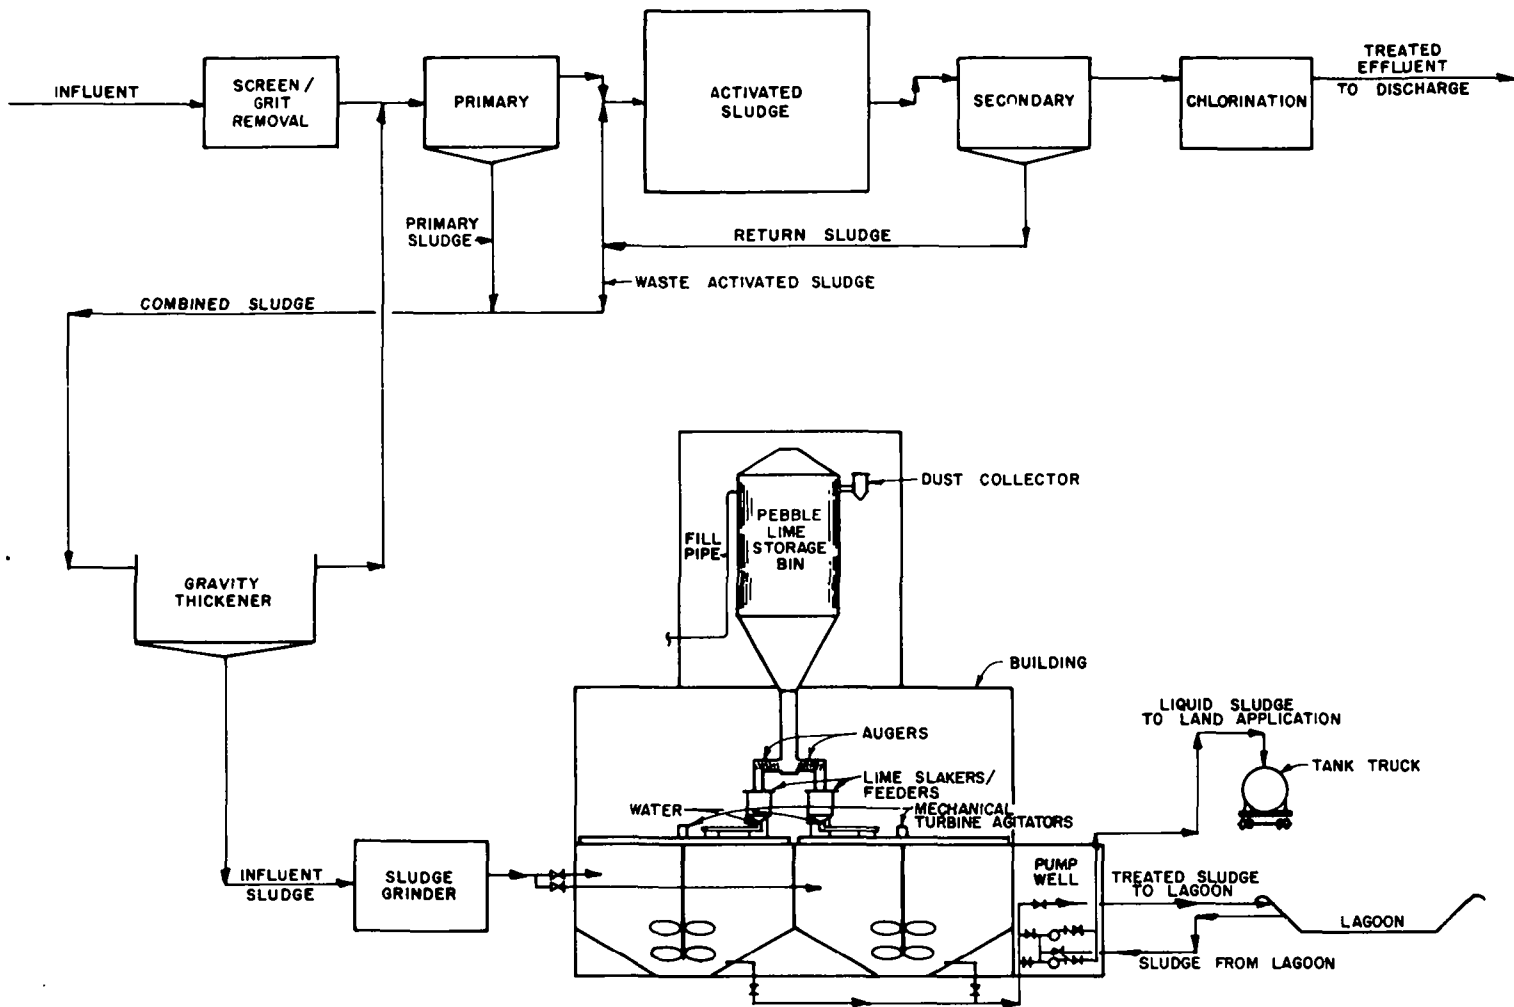 INFLUENT
SCREEN /
GRIT
REMOVAL
PRIMARY
ACTIVATED
SLUDGE
SECONDARY
CHLORINATION
TREATED
EFFLUENT
TO DISCHARGE
PRIMARY
SLUDGE
RETURN SLUDGE
WASTE ACTIVATED SLUDGE
COMBINED SLUDGE
GRAVITY
THICKENER
DUST COLLECTOR
PEBBLE
LIME
STORAGE
BIN
FILL
PIPE
BUILDING
LIQUID SLUDGE
TO LAND APPLICATION
AUGERS
TANK TRUCK
LIME SLAKERS/
FEEDERS
WATER
MECHANICAL
TURBINE AGITATORS
INFLUENT
SLUDGE
SLUDGE
GRINDER
PUMP
WELL
TREATED SLUDGE
TO LAGOON
LAGOON
SLUDGE FROM LAGOON